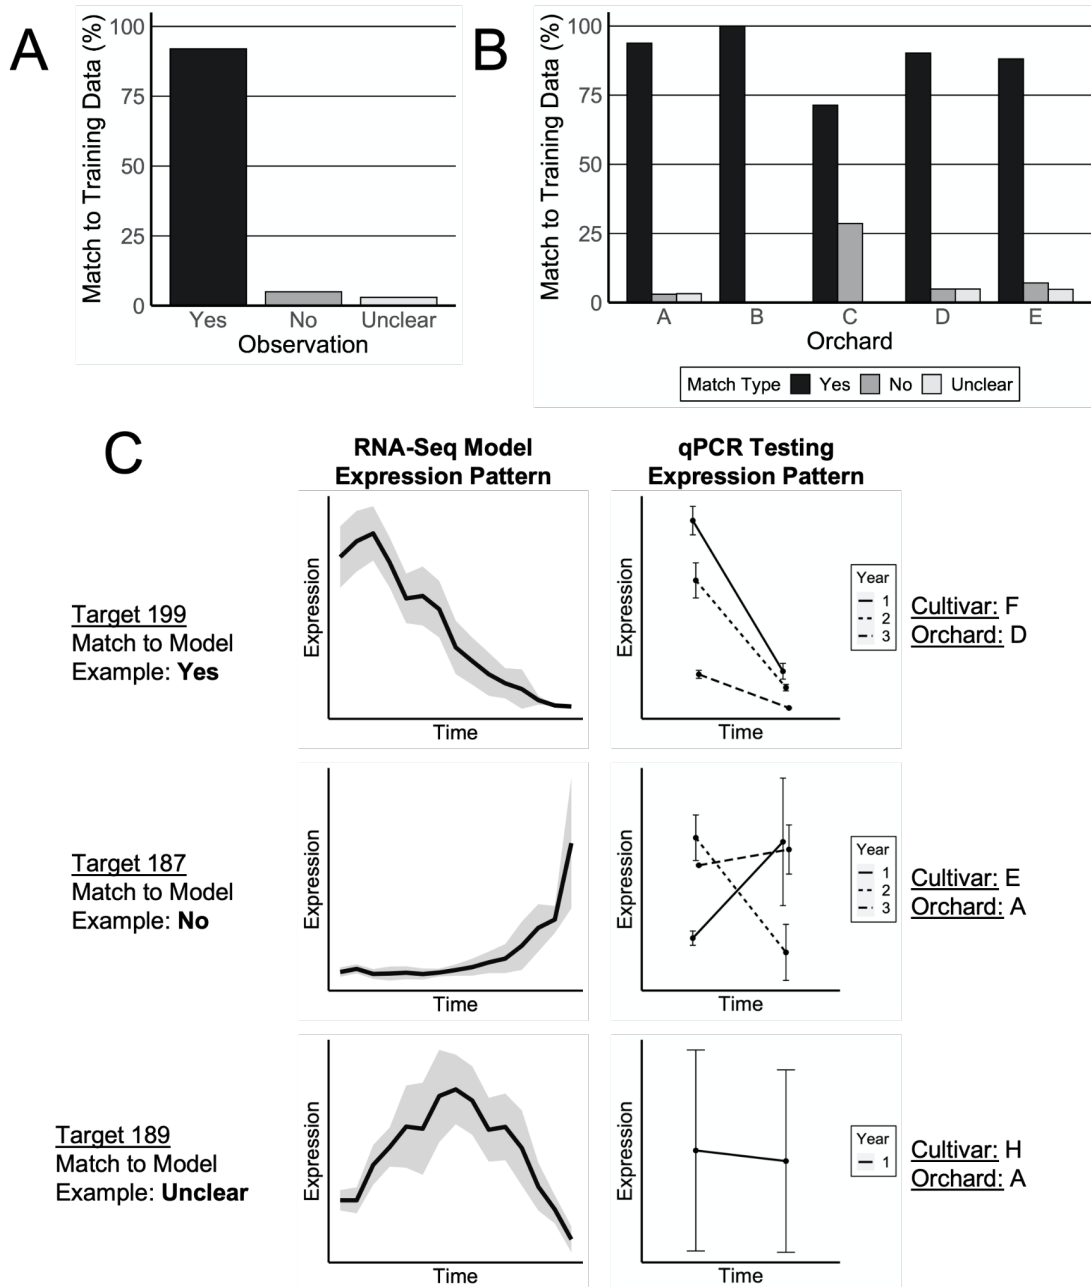 A
Match to Training Data (%)
100
75
50
25
0
Yes No Unclear
Observation
B
Match to Training Data (%)
100
75
50
25
0
A B C D E
Orchard
Match Type Yes No Unclear
C
RNA-Seq Model
Expression Pattern
qPCR Testing
Expression Pattern
Target 199
Match to Model
Example: Yes
Expression
Time
Expression
Time
Year
1
2
3
Cultivar: F
Orchard: D
Target 187
Match to Model
Example: No
Expression
Time
Expression
Time
Year
1
2
3
Cultivar: E
Orchard: A
Target 189
Match to Model
Example: Unclear
Expression
Time
Expression
Time
Year
1
Cultivar: H
Orchard: A